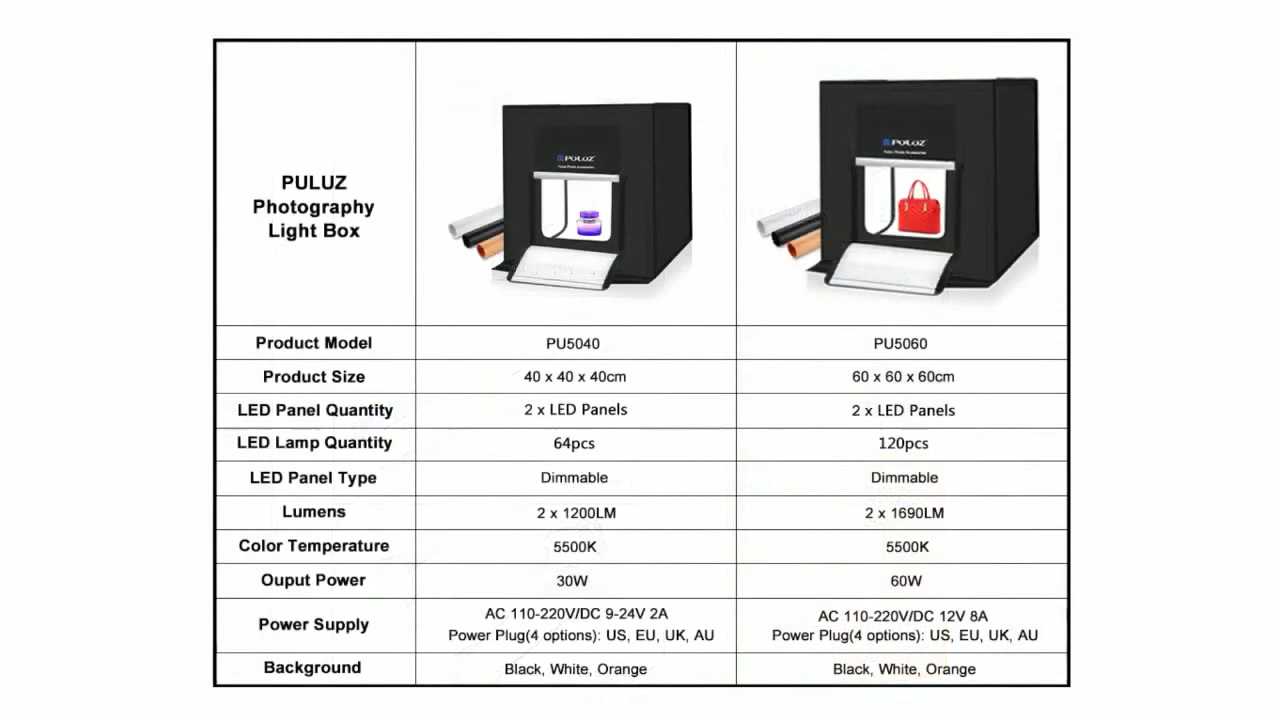 PULUZ
Photography
Light Box
PULUZ
PULUZ
Product Model PU5040 PU5060
Product Size 40 x 40 x 40cm 60 x 60 x 60cm
LED Panel Quantity 2 x LED Panels 2 x LED Panels
LED Lamp Quantity 64pcs 120pcs
LED Panel Type Dimmable Dimmable
Lumens 2 x 1200LM 2 x 1690LM
Color Temperature 5500K 5500K
Ouput Power 30W 60W
Power Supply AC 110-220V/DC 9-24V 2A AC 110-220V/DC 12V 8A
Power Plug(4 options): US, EU, UK, AU Power Plug(4 options): US, EU, UK, AU
Background Black, White, Orange Black, White, Orange